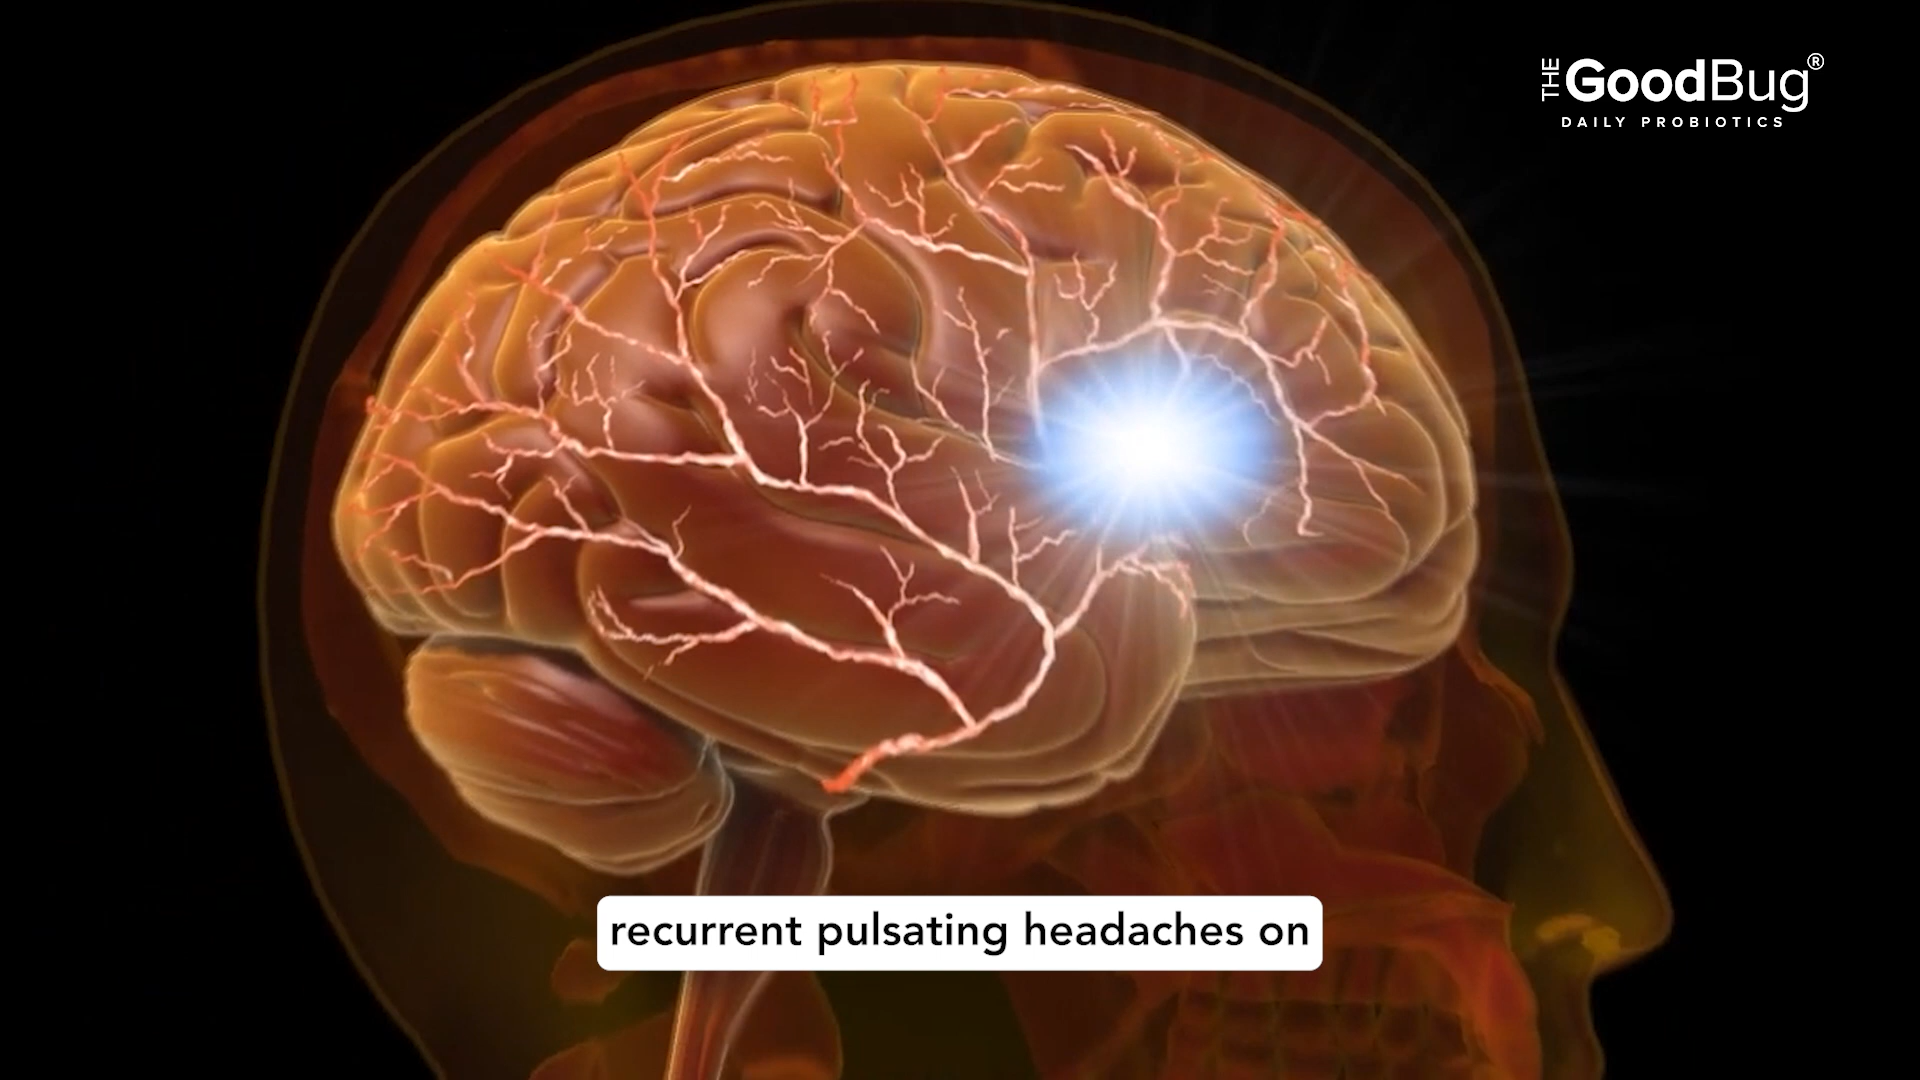 THE GoodBug®
DAILY PROBIOTICS
recurrent pulsating headaches on